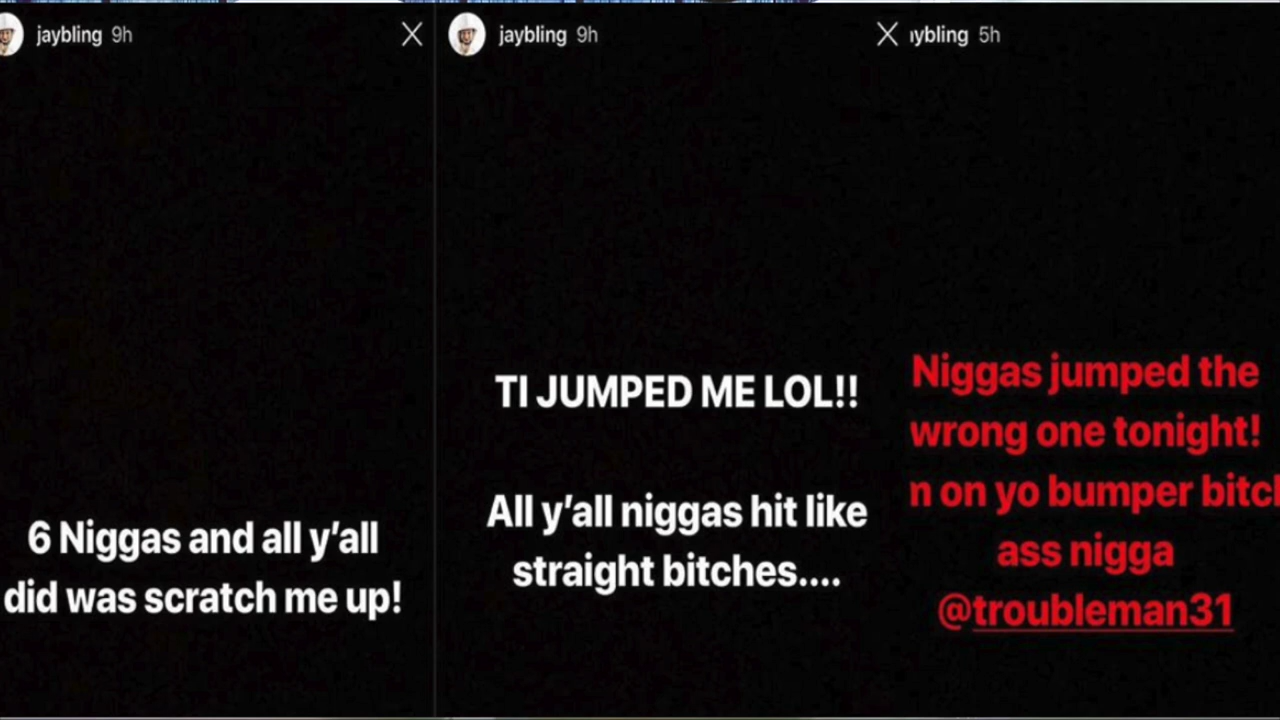 jaybling 9h
6 Niggas and all y'all
did was scratch me up!
jaybling 9h
TI JUMPED ME LOL!!
All y'all niggas hit like
straight bitches....
ybling 5h
Niggas jumped the
wrong one tonight!
n on yo bumper bitc
ass nigga
@troubleman31